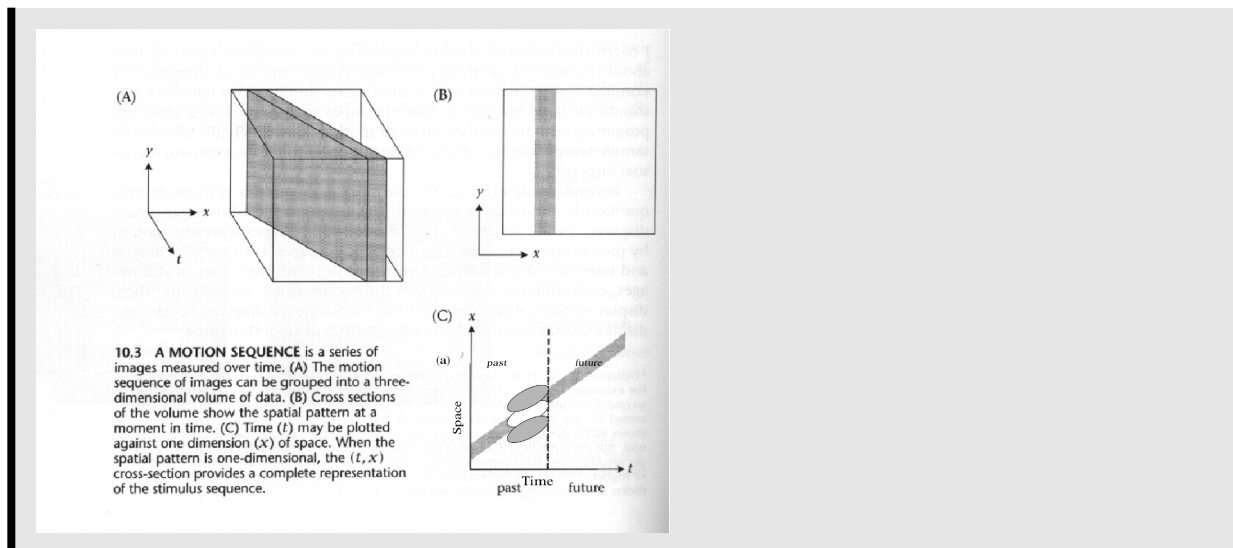 (A)
y
x
t
(B)
y
x
10.3 A MOTION SEQUENCE is a series of
images measured over time. (A) The motion
sequence of images can be grouped into a three-
dimensional volume of data. (B) Cross sections
of the volume show the spatial pattern at a
moment in time. (C) Time (t) may be plotted
against one dimension (x) of space. When the
spatial pattern is one-dimensional, the (t, x)
cross-section provides a complete representation
of the stimulus sequence.
(C)
x
(a)
past
future
Space
t
past Time future